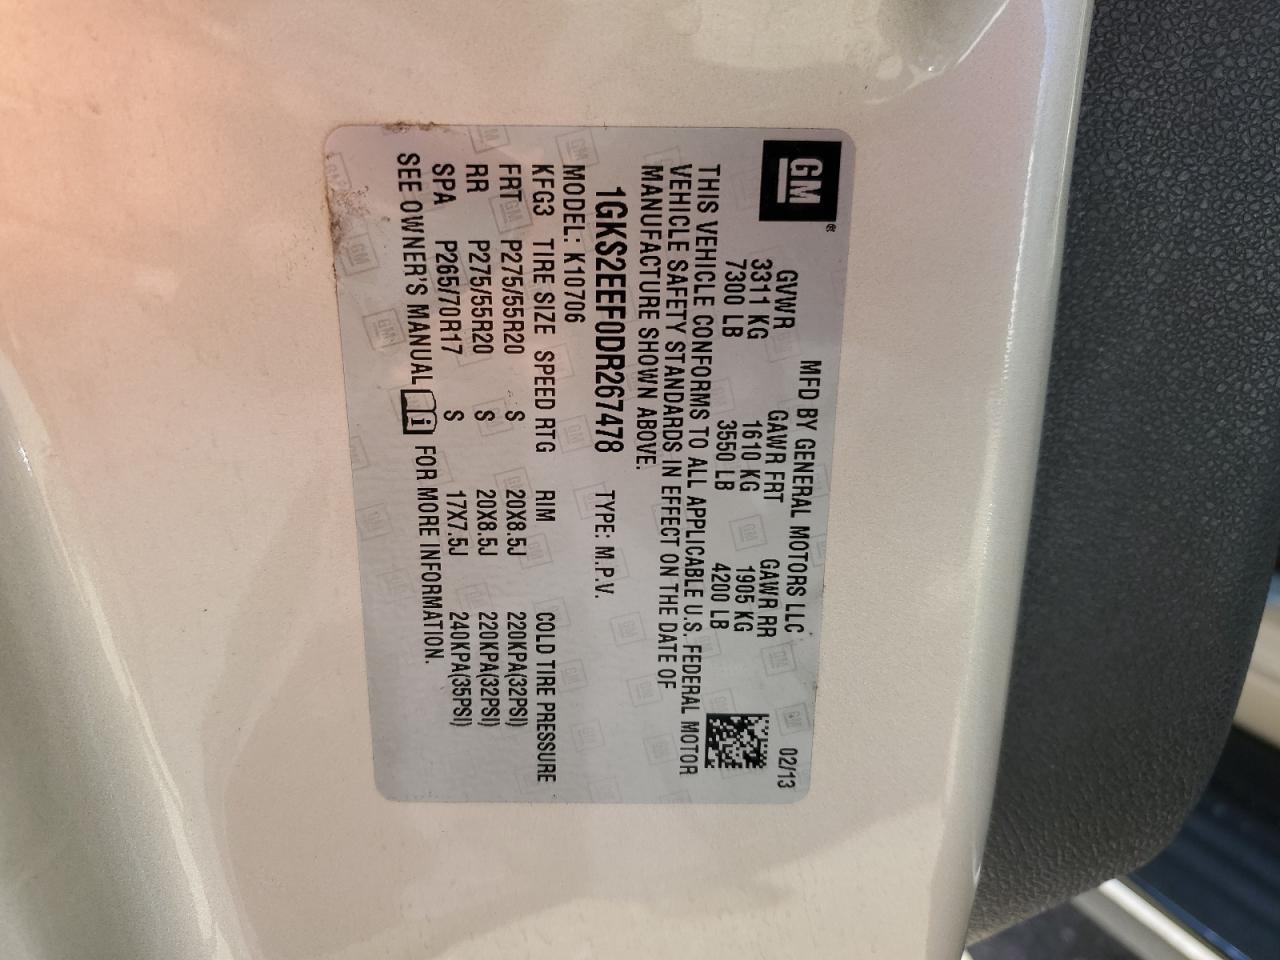 GM®
MFD BY GENERAL MOTORS LLC 02/13
GVWR GAWR FRT GAWR RR
3311 KG 1610 KG 1905 KG
7300 LB 3550 LB 4200 LB
THIS VEHICLE CONFORMS TO ALL APPLICABLE U.S. FEDERAL MOTOR
VEHICLE SAFETY STANDARDS IN EFFECT ON THE DATE OF
MANUFACTURE SHOWN ABOVE.
1GKS2EEF0DR267478 TYPE: M.P.V.
MODEL: K10706
KFG3 TIRE SIZE SPEED RTG RIM COLD TIRE PRESSURE
FRT P275/55R20 S 20X8.5J 220KPA(32PSI)
RR P275/55R20 S 20X8.5J 220KPA(32PSI)
SPA P265/70R17 S 17X7.5J 240KPA(35PSI)
SEE OWNER'S MANUAL i FOR MORE INFORMATION.